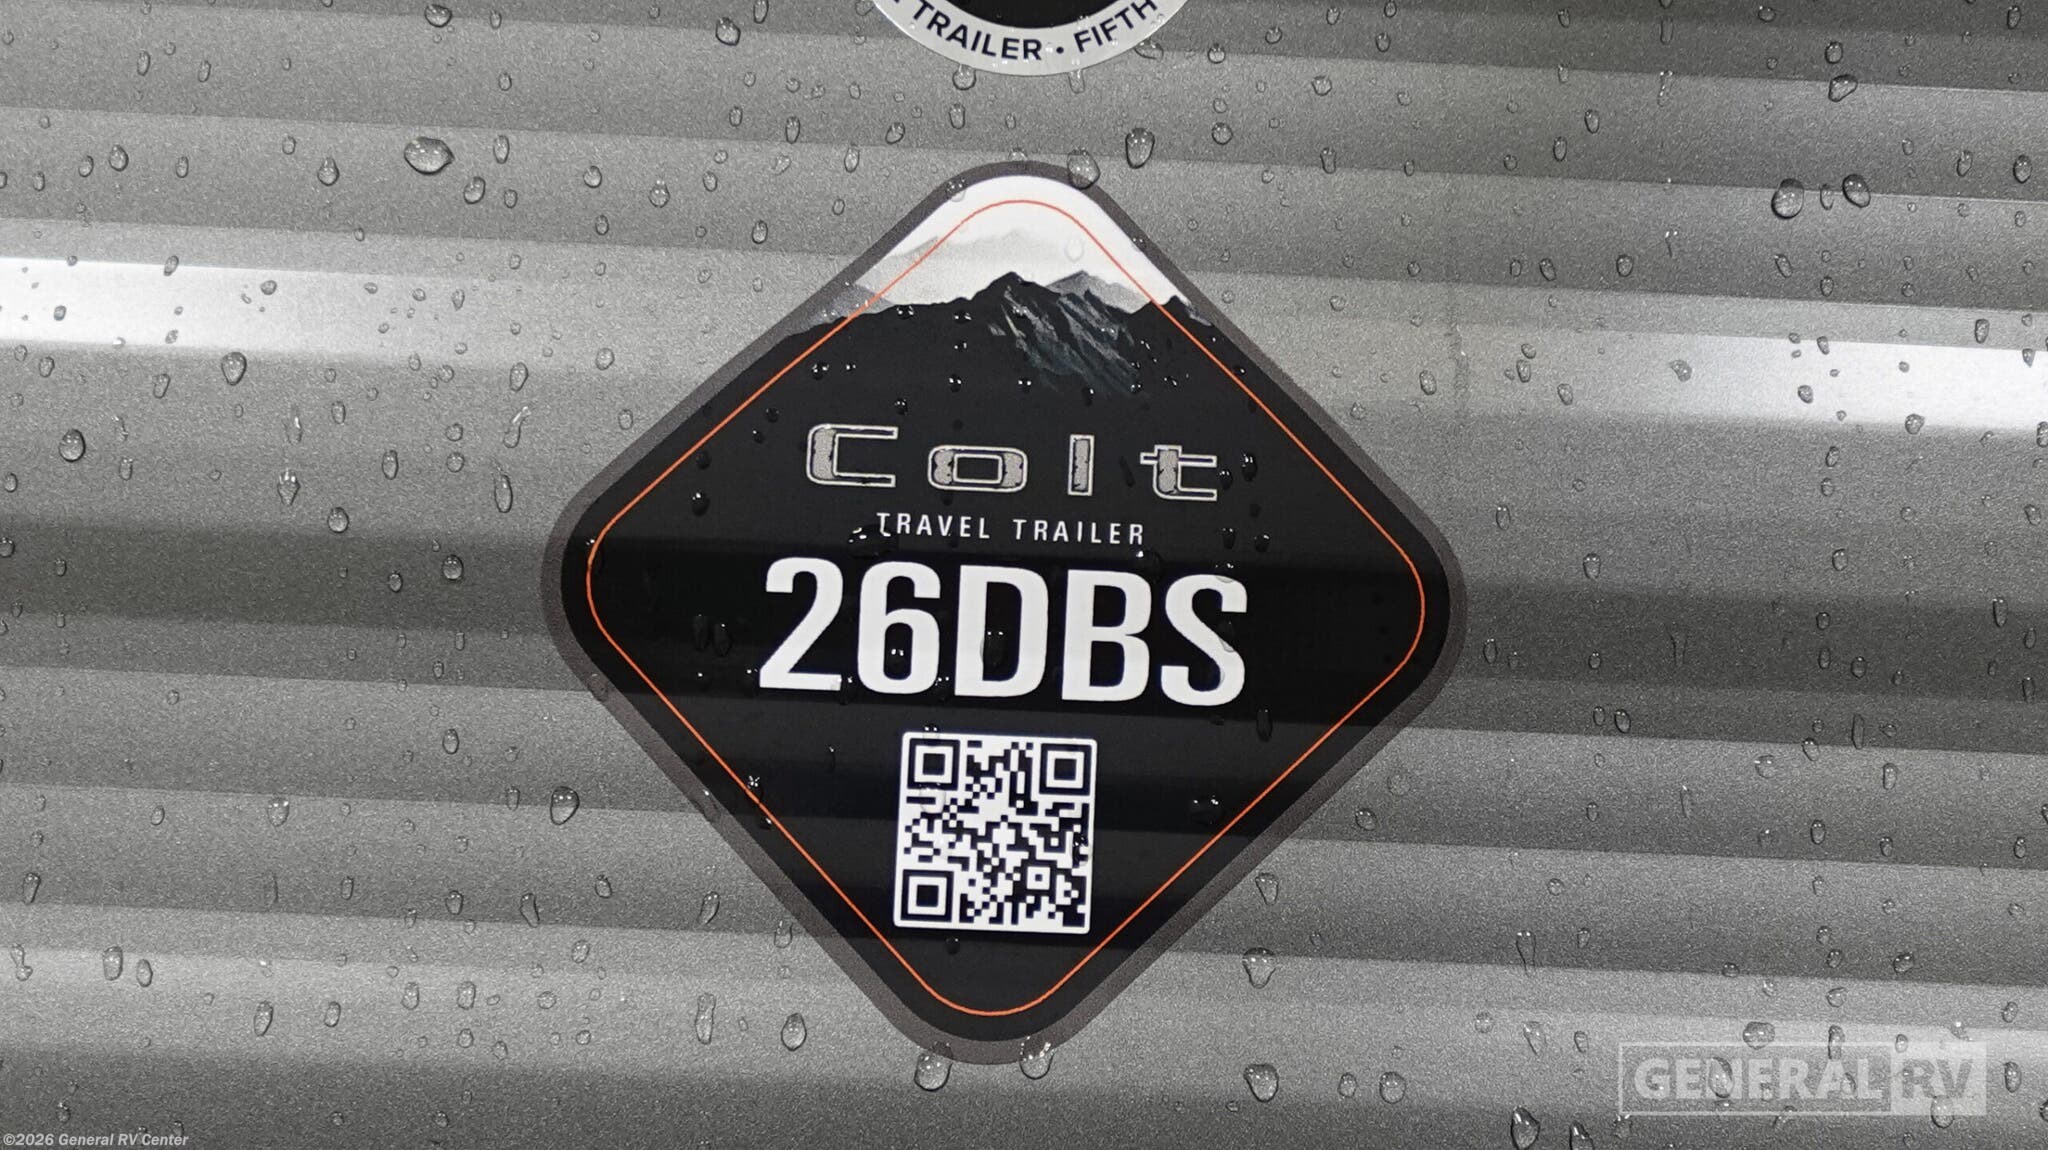 TRAILER • FIFTH
Colt
TRAVEL TRAILER
26DBS
GENERAL RV
©2026 General RV Center